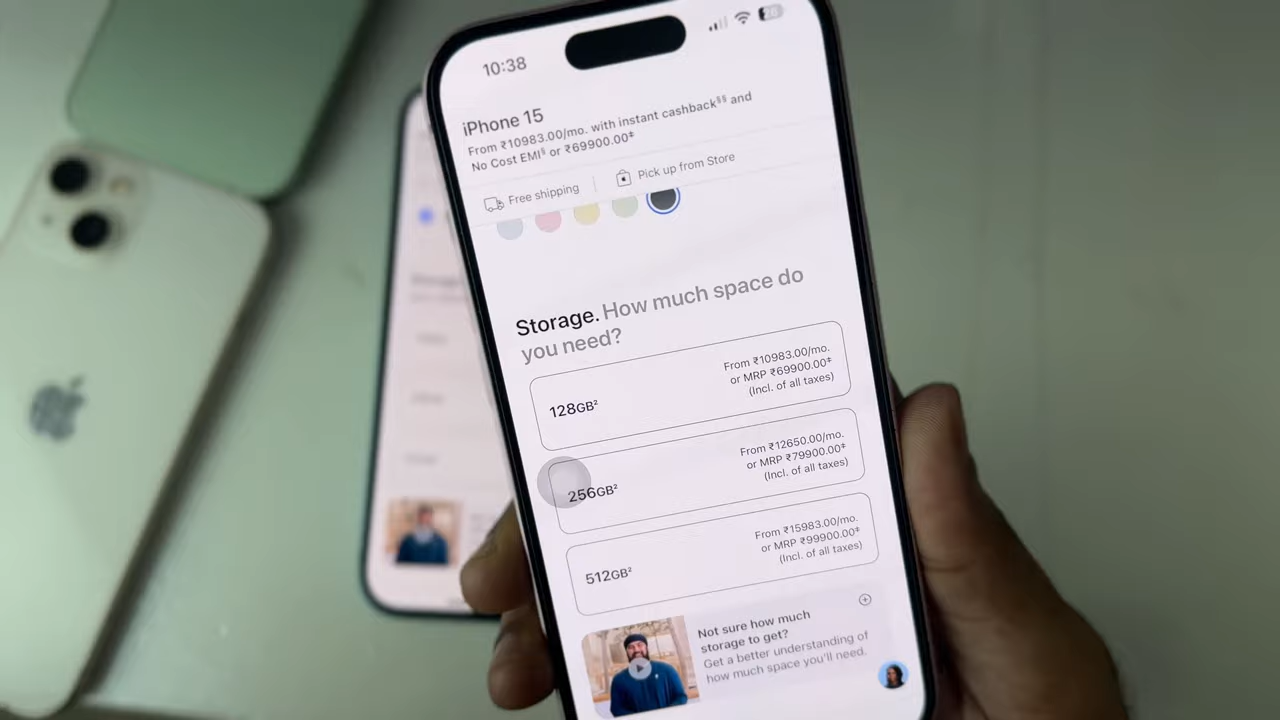 10:38
26
iPhone 15
From ₹10983.00/mo. with instant cashback§§ and
No Cost EMI§ or ₹69900.00‡
Free shipping
Pick up from Store
Storage. How much space do
you need?
128GB²
From ₹10983.00/mo.
or MRP ₹69900.00‡
(Incl. of all taxes)
256GB²
From ₹12650.00/mo.
or MRP ₹79900.00‡
(Incl. of all taxes)
512GB²
From ₹15983.00/mo.
or MRP ₹99900.00‡
(Incl. of all taxes)
Not sure how much
storage to get?
Get a better understanding of
how much space you'll need.